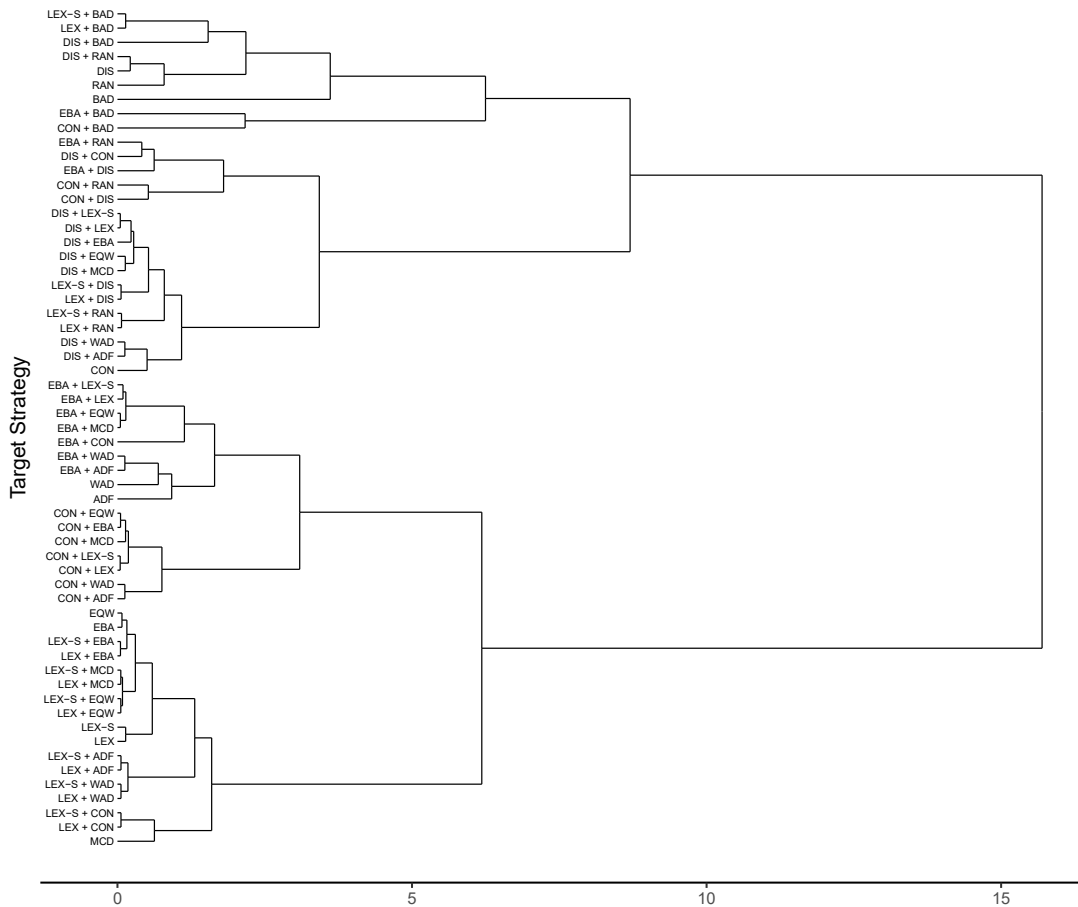 Target Strategy
LEX−S + BAD
LEX + BAD
DIS + BAD
DIS + RAN
DIS
RAN
BAD
EBA + BAD
CON + BAD
EBA + RAN
DIS + CON
EBA + DIS
CON + RAN
CON + DIS
DIS + LEX−S
DIS + LEX
DIS + EBA
DIS + EQW
DIS + MCD
LEX−S + DIS
LEX + DIS
LEX−S + RAN
LEX + RAN
DIS + WAD
DIS + ADF
CON
EBA + LEX−S
EBA + LEX
EBA + EQW
EBA + MCD
EBA + CON
EBA + WAD
EBA + ADF
WAD
ADF
CON + EQW
CON + EBA
CON + MCD
CON + LEX−S
CON + LEX
CON + WAD
CON + ADF
EQW
EBA
LEX−S + EBA
LEX + EBA
LEX−S + MCD
LEX + MCD
LEX−S + EQW
LEX + EQW
LEX−S
LEX
LEX−S + ADF
LEX + ADF
LEX−S + WAD
LEX + WAD
LEX−S + CON
LEX + CON
MCD
0 5 10 15